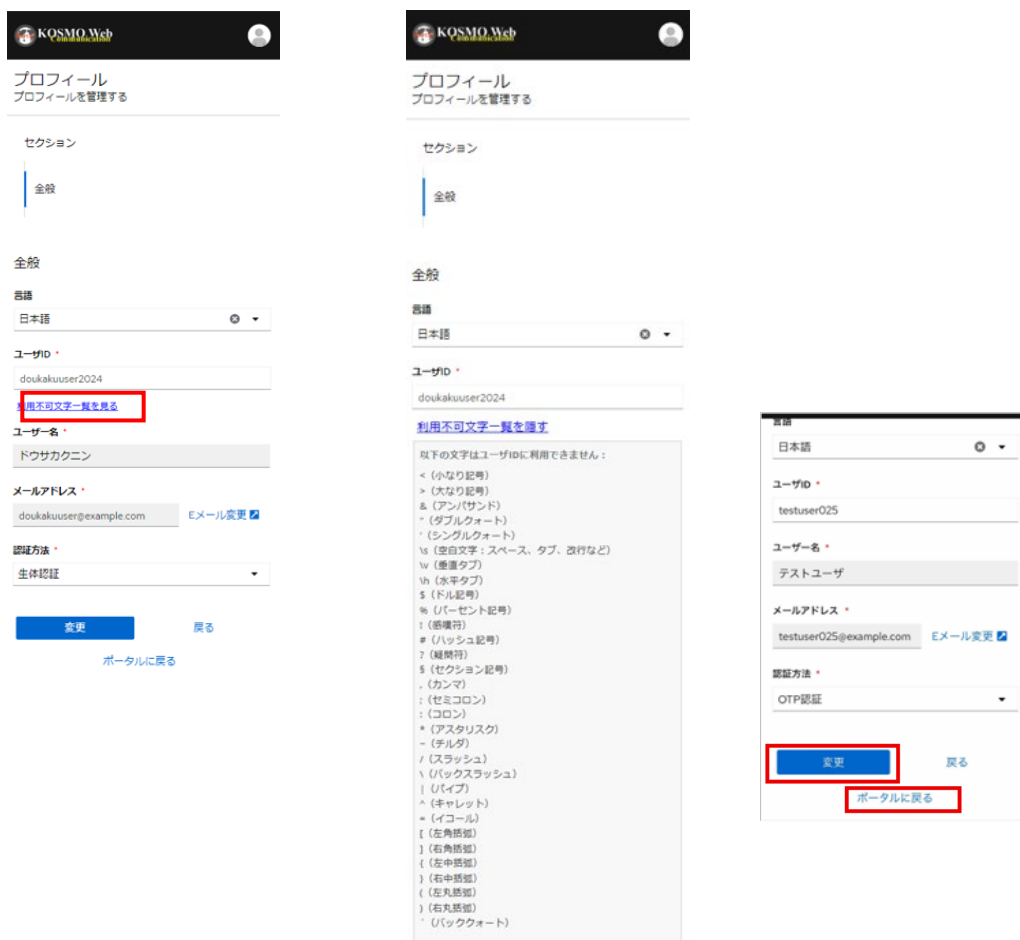 KOSMO Web
Communication
プロフィール
プロフィールを管理する
セクション
全般
全般
言語
日本語
ユーザID *
doukakuuser2024
利用不可文字一覧を見る
ユーザー名 *
ドウサカクニン
メールアドレス *
doukakuuser@example.com Eメール変更
認証方法 *
生体認証
変更 戻る
ポータルに戻る
KOSMO Web
Communication
プロフィール
プロフィールを管理する
セクション
全般
全般
言語
日本語
ユーザID *
doukakuuser2024
利用不可文字一覧を隠す
以下の文字はユーザIDに利用できません：
<（小なり記号）
>（大なり記号）
&（アンパサンド）
"（ダブルクォート）
'（シングルクォート）
\s（空白文字：スペース、タブ、改行など）
\v（垂直タブ）
\h（水平タブ）
$（ドル記号）
%（パーセント記号）
!（感嘆符）
#（ハッシュ記号）
?（疑問符）
§（セクション記号）
,（カンマ）
;（セミコロン）
:（コロン）
*（アスタリスク）
~（チルダ）
/（スラッシュ）
\（バックスラッシュ）
|（パイプ）
^（キャレット）
=（イコール）
[（左角括弧）
]（右角括弧）
{（左中括弧）
}（右中括弧）
(（左丸括弧）
)（右丸括弧）
`（バッククォート）
言語
日本語
ユーザID *
testuser025
ユーザー名 *
テストユーザ
メールアドレス *
testuser025@example.com Eメール変更
認証方法 *
OTP認証
変更 戻る
ポータルに戻る